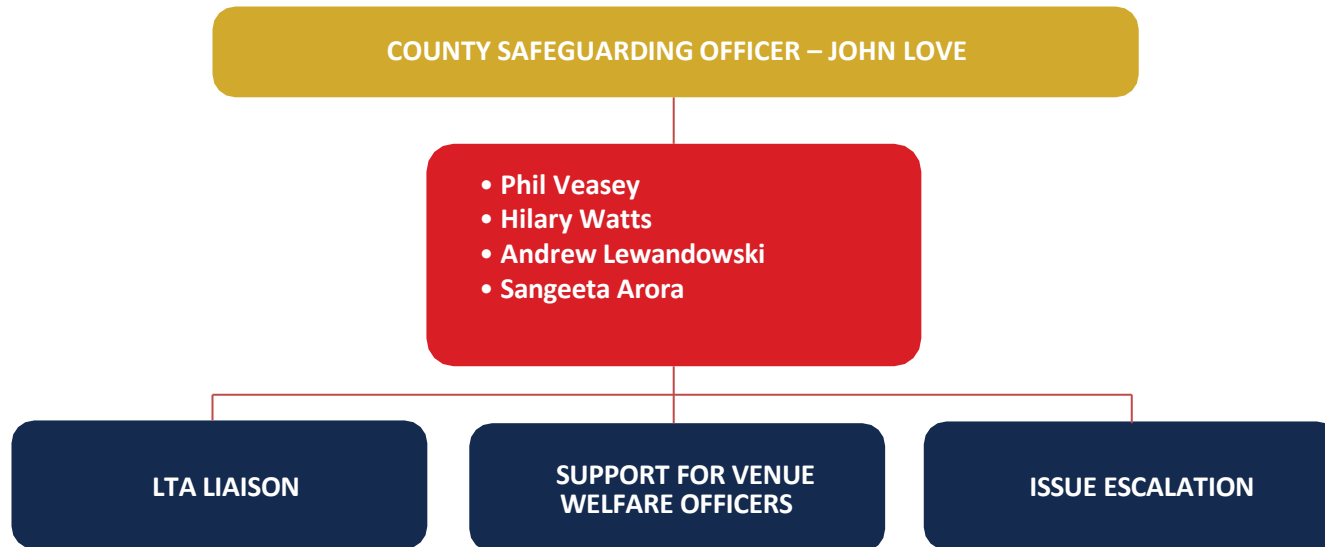 COUNTY SAFEGUARDING OFFICER – JOHN LOVE
• Phil Veasey
• Hilary Watts
• Andrew Lewandowski
• Sangeeta Arora
LTA LIAISON
SUPPORT FOR VENUE
WELFARE OFFICERS
ISSUE ESCALATION